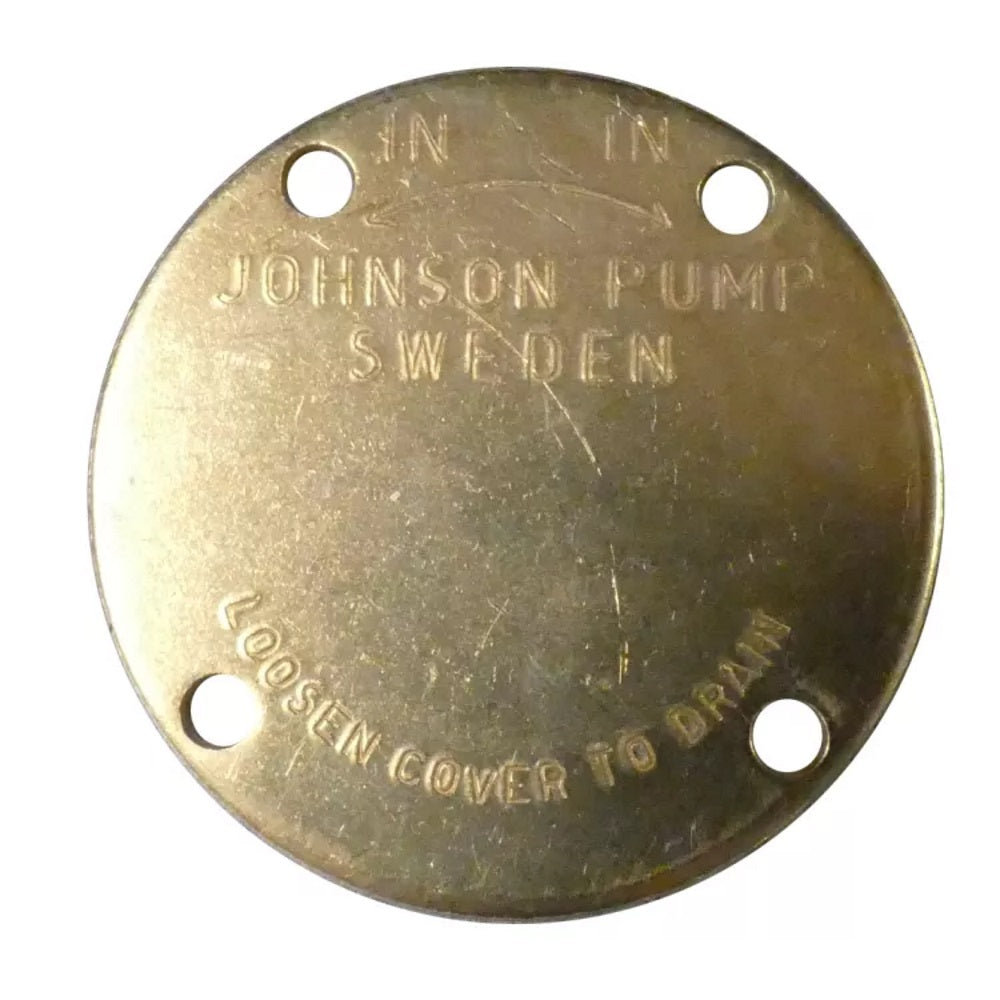 IN IN
JOHNSON PUMP
SWEDEN
LOOSEN COVER TO DRAIN